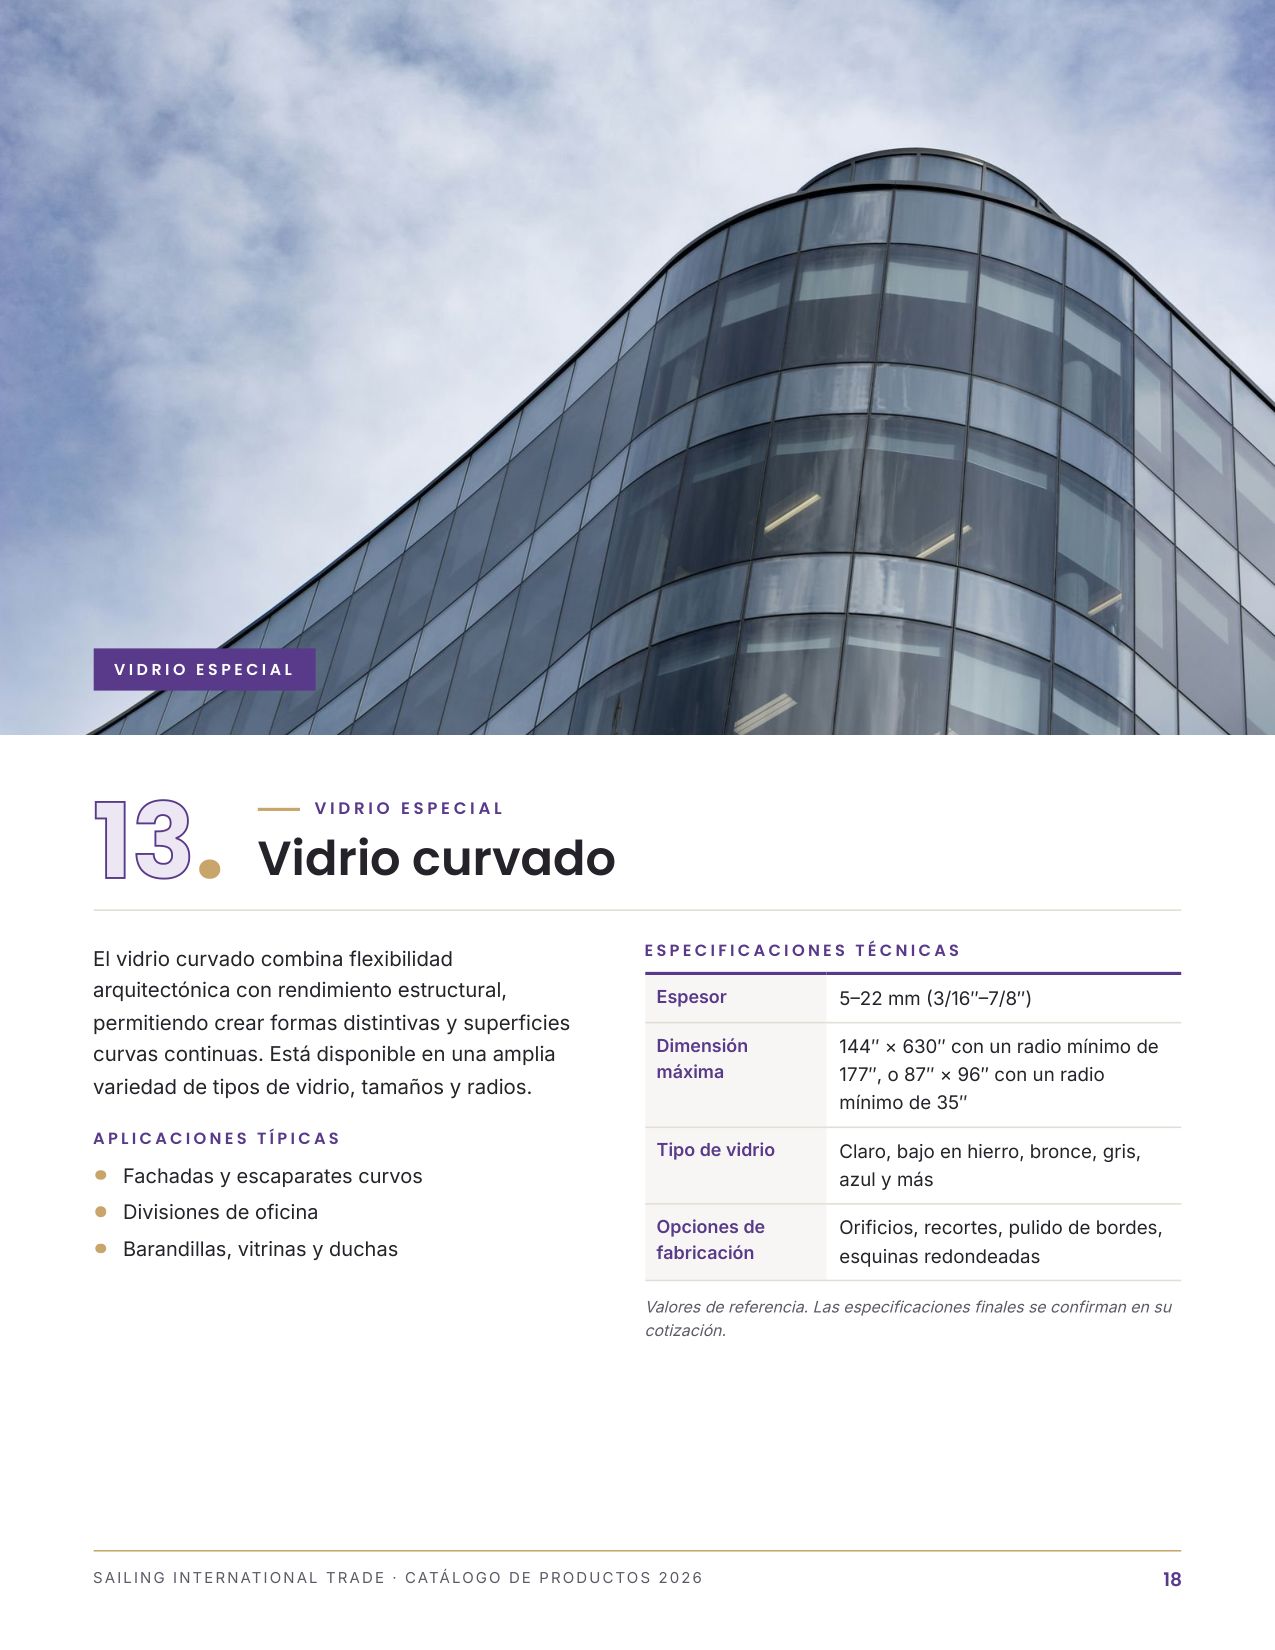 VIDRIO ESPECIAL
13.
VIDRIO ESPECIAL
Vidrio curvado
El vidrio curvado combina flexibilidad
arquitectónica con rendimiento estructural,
permitiendo crear formas distintivas y superficies
curvas continuas. Está disponible en una amplia
variedad de tipos de vidrio, tamaños y radios.
APLICACIONES TÍPICAS
Fachadas y escaparates curvos
Divisiones de oficina
Barandillas, vitrinas y duchas
ESPECIFICACIONES TÉCNICAS
Espesor
5–22 mm (3/16″–7/8″)
Dimensión
máxima
144″ × 630″ con un radio mínimo de
177″, o 87″ × 96″ con un radio
mínimo de 35″
Tipo de vidrio
Claro, bajo en hierro, bronce, gris,
azul y más
Opciones de
fabricación
Orificios, recortes, pulido de bordes,
esquinas redondeadas
Valores de referencia. Las especificaciones finales se confirman en su
cotización.
SAILING INTERNATIONAL TRADE · CATÁLOGO DE PRODUCTOS 2026
18